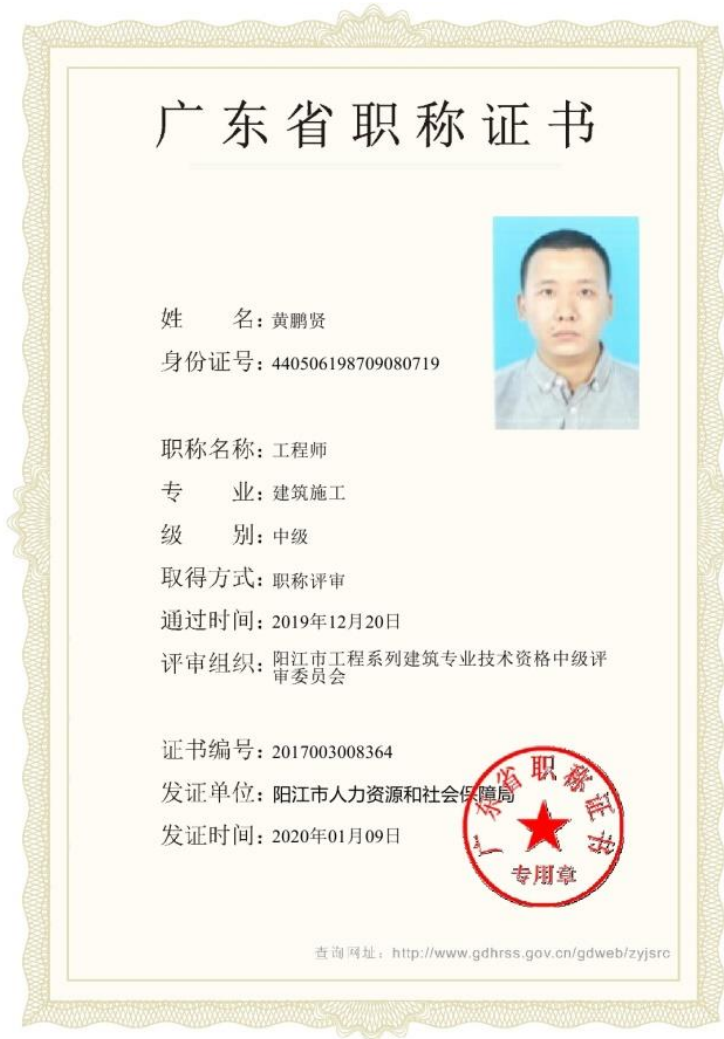 广东省职称证书
姓 名：黄鹏贤
身份证号：440506198709080719
职称名称：工程师
专 业：建筑施工
级 别：中级
取得方式：职称评审
通过时间：2019年12月20日
评审组织：阳江市工程系列建筑专业技术资格中级评
审委员会
证书编号：2017003008364
发证单位：阳江市人力资源和社会保障局
发证时间：2020年01月09日
广东省职称证书
专用章
查询网址：http://www.gdhrss.gov.cn/gdweb/zyjsrc